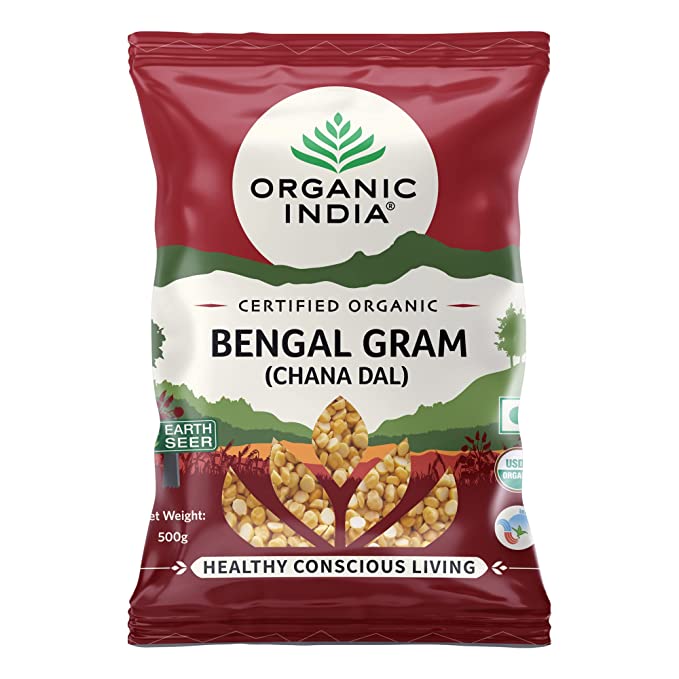 ORGANIC
INDIA®
CERTIFIED ORGANIC
BENGAL GRAM
(CHANA DAL)
EARTH
SEER
USD
ORGA
et Weight:
500g
HEALTHY CONSCIOUS LIVING